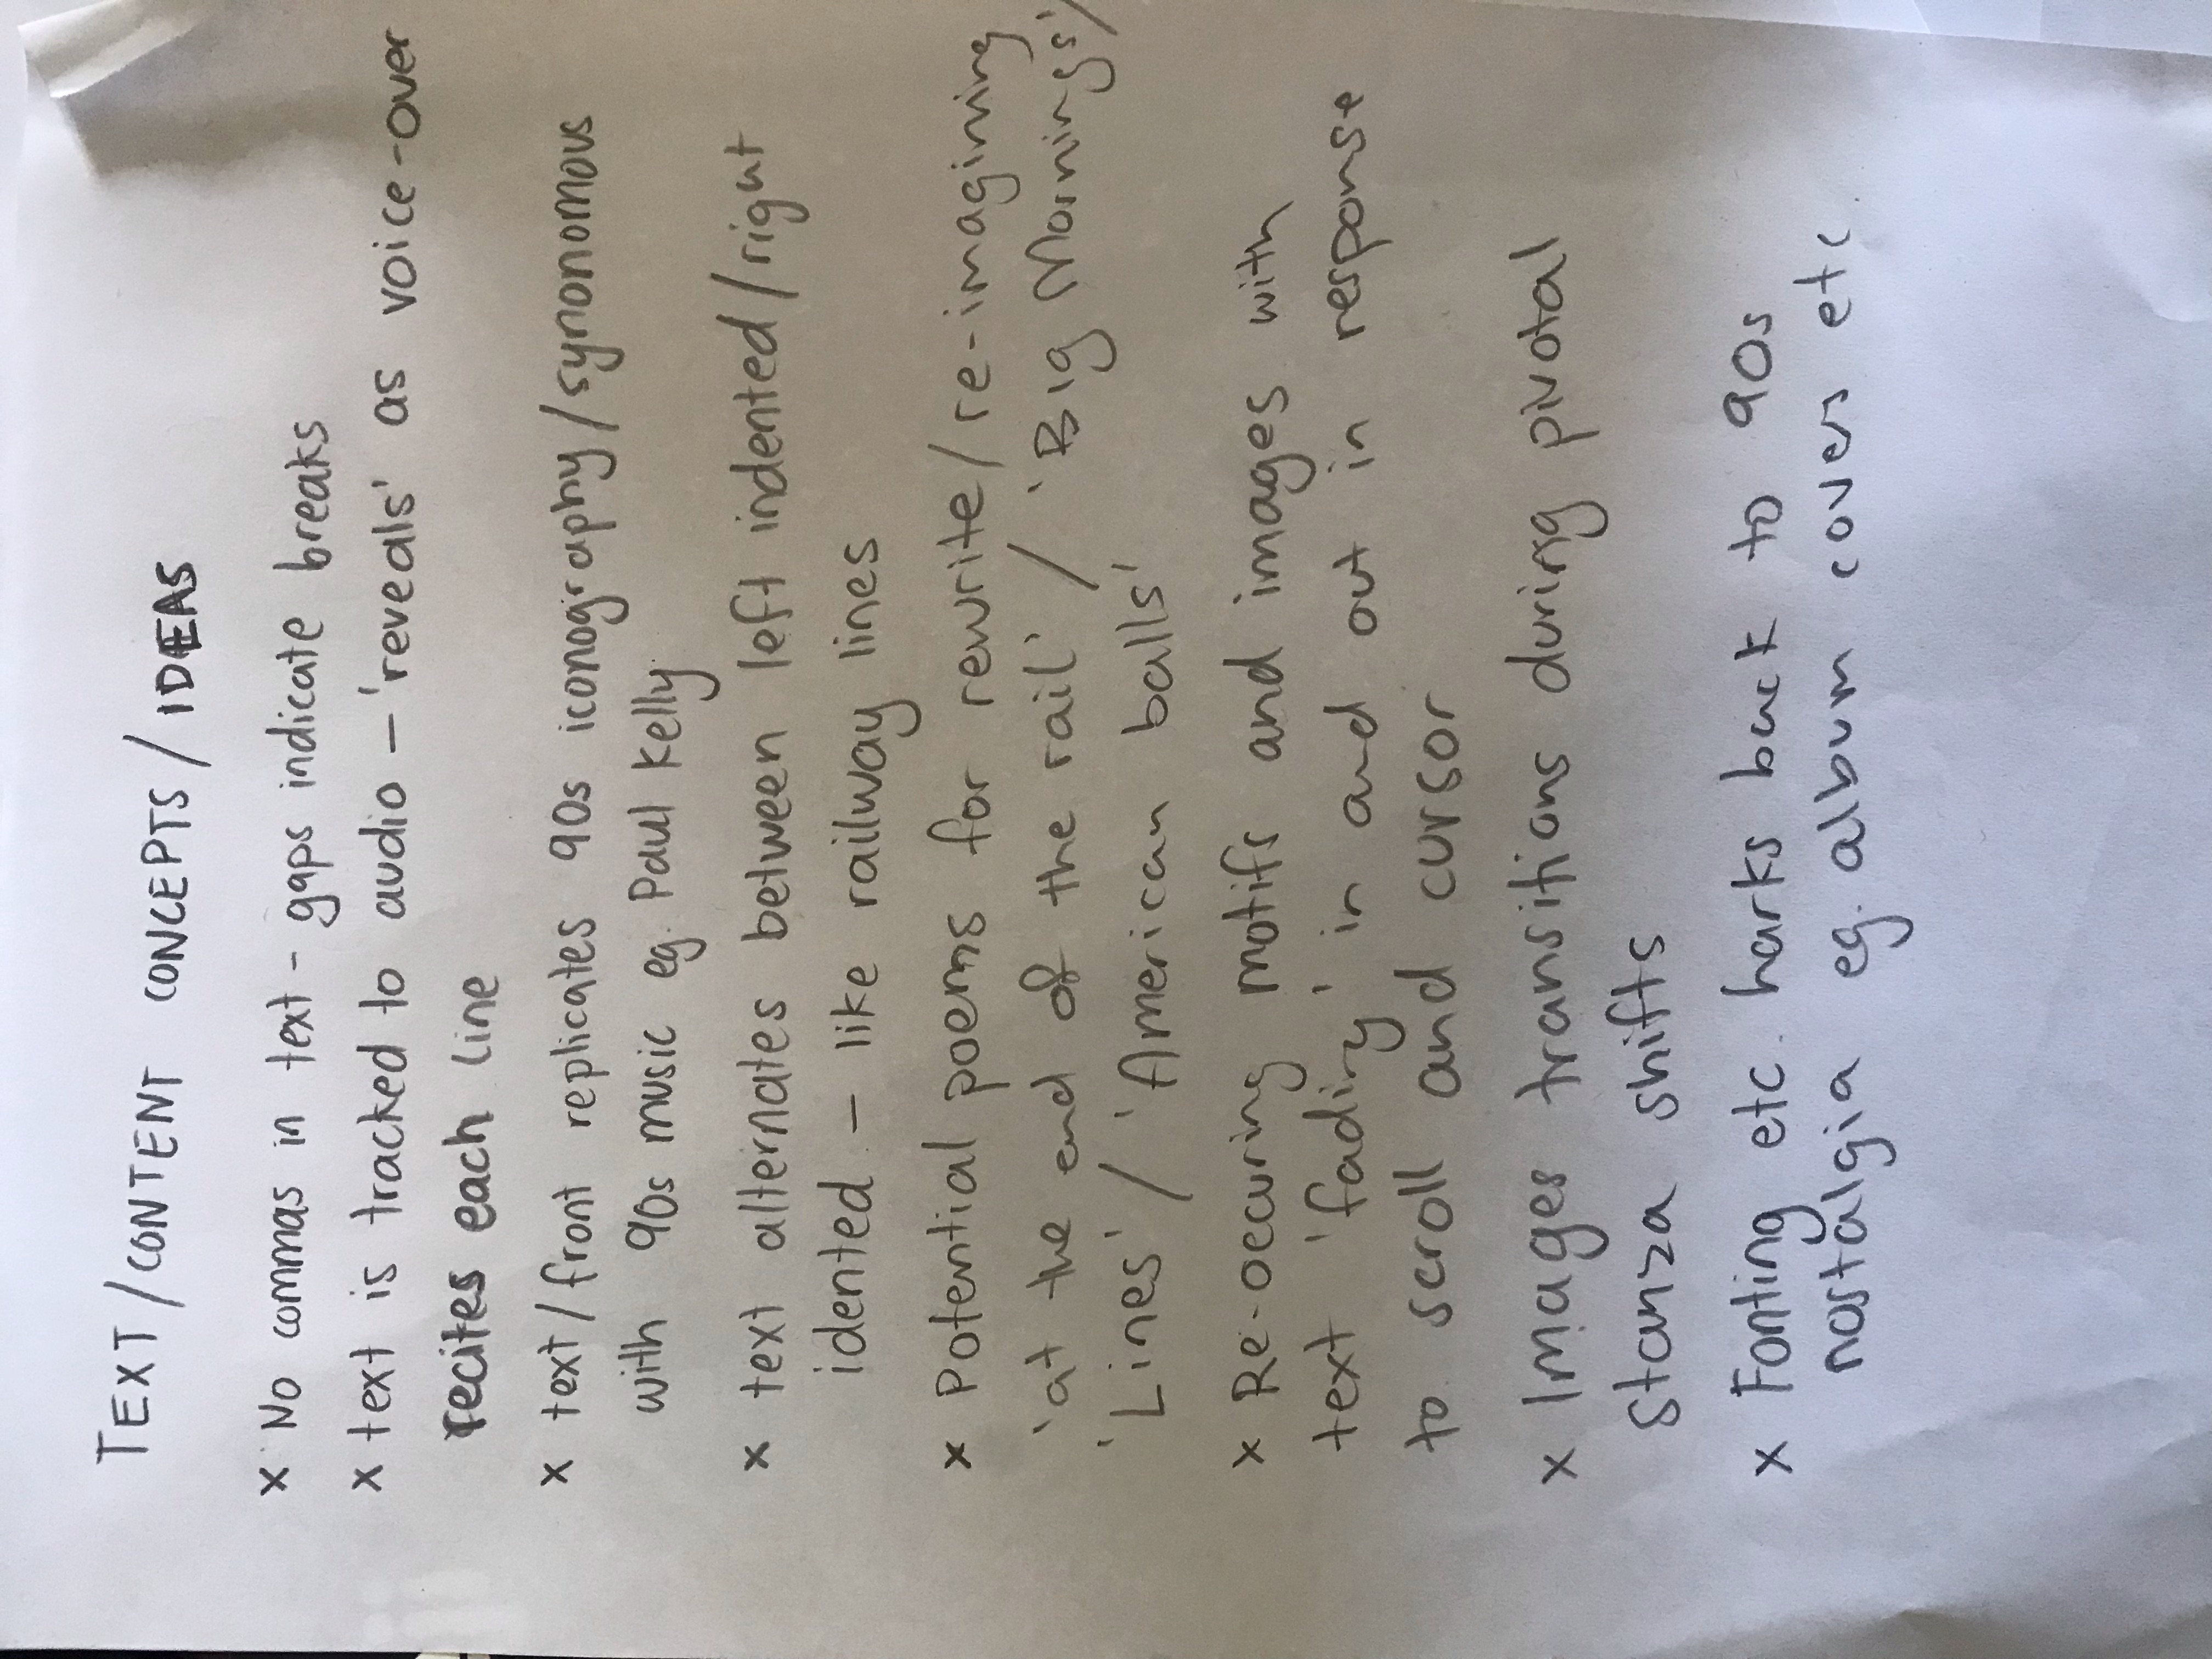 TEXT/CONTENT CONCEPTS/IDEAS
x No commas in text - gaps indicate breaks
x text is tracked to audio – 'reveals' as voice-over
recites each line
x text/front replicates 90s iconography/synonomous
with 90s music eg. Paul Kelly
x text alternates between left indented/right
idented – like railway lines
x Potential poems for rewrite/re-imagining
'at the end of the rail' / 'Big Mornings'/
'Lines' / 'American balls'
x Re-occuring motifs and images with
text 'fading' in and out in response
to scroll and cursor
x Images transitions during pivotal
stanza shifts
x Fonting etc. harks back to 90s
nostalgia eg. album covers etc.